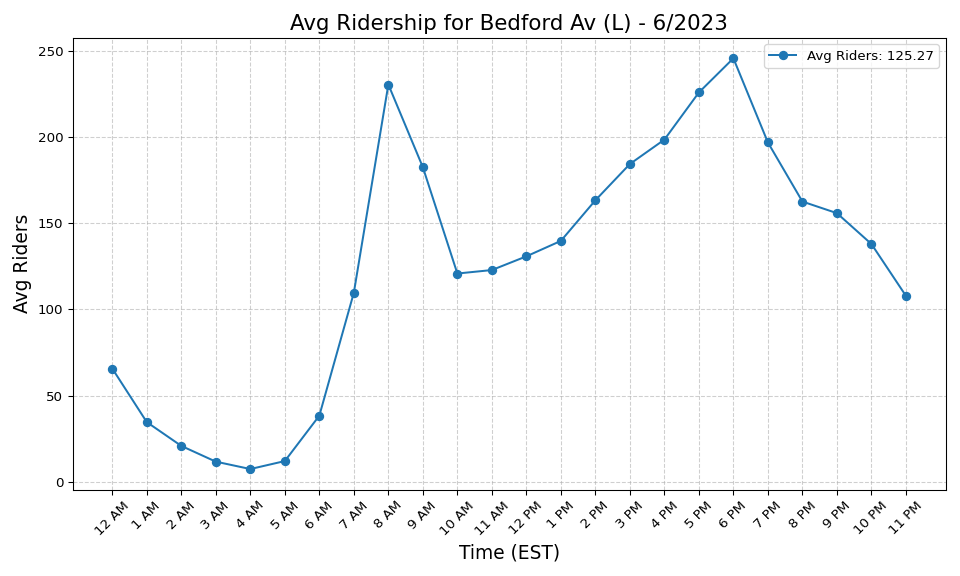 Avg Ridership for Bedford Av (L) - 6/2023
Avg Riders: 125.27
Avg Riders
250
200
150
100
50
0
12 AM 1 AM 2 AM 3 AM 4 AM 5 AM 6 AM 7 AM 8 AM 9 AM 10 AM 11 AM 12 PM 1 PM 2 PM 3 PM 4 PM 5 PM 6 PM 7 PM 8 PM 9 PM 10 PM 11 PM
Time (EST)